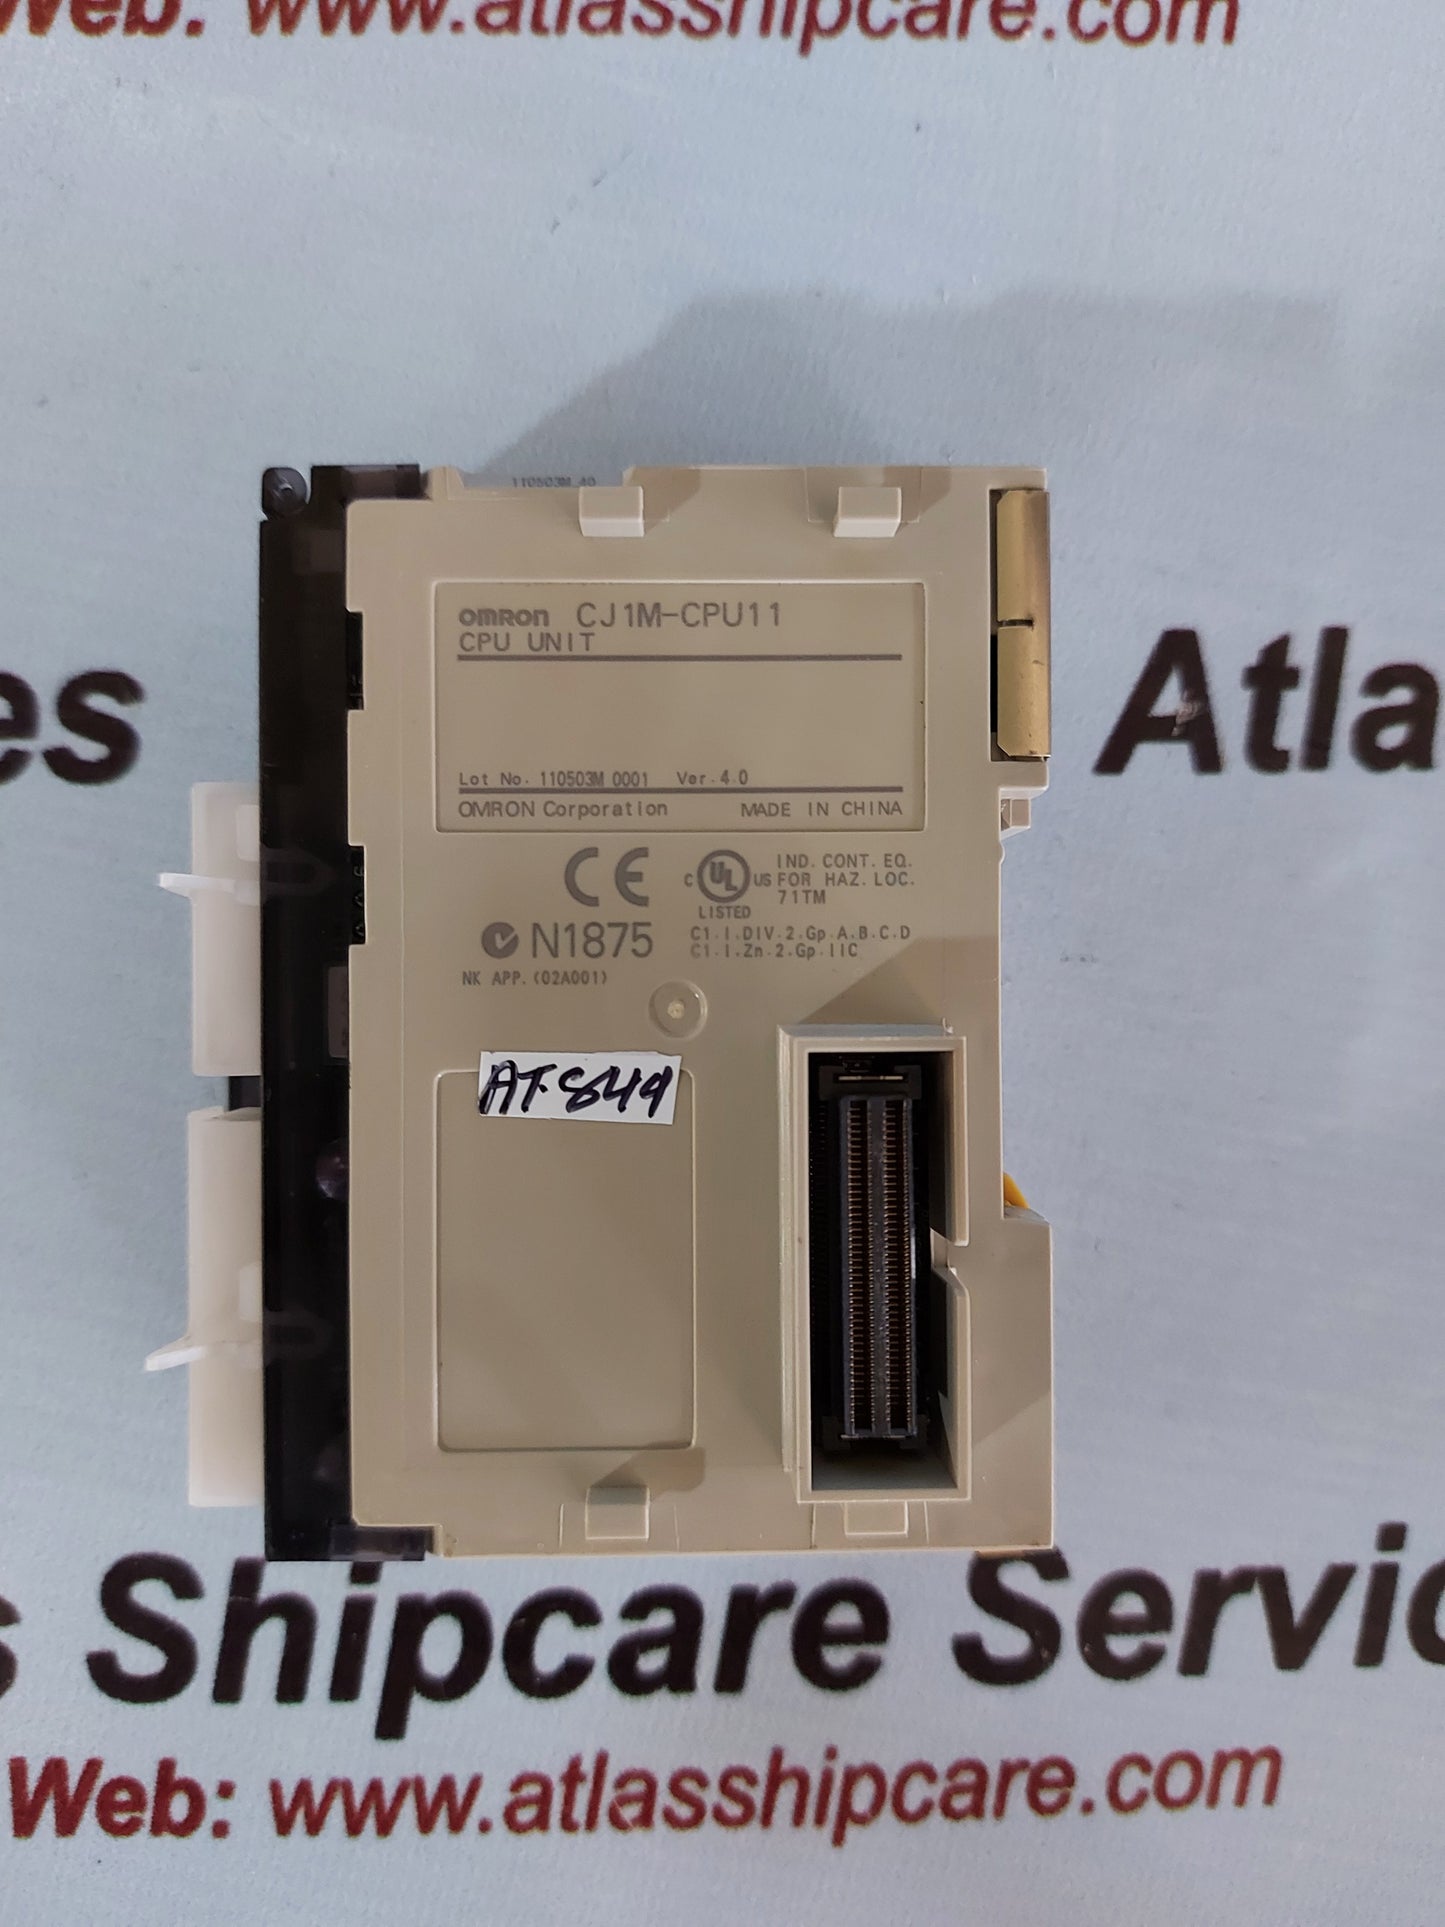 Web: www.atlasshipcare.com
110503M 40
OMRON CJ1M-CPU11
CPU UNIT
Lot No. 110503M 0001 Ver.4.0
OMRON Corporation MADE IN CHINA
CE
C UL US
LISTED
IND. CONT. EQ.
FOR HAZ. LOC.
71TM
N1875
C1.I.DIV.2.Gp.A.B.C.D
C1.I.Zn.2.Gp.IIC
NK APP.(02A001)
AT-849
es
Atla
s Shipcare Servic
Web: www.atlasshipcare.com